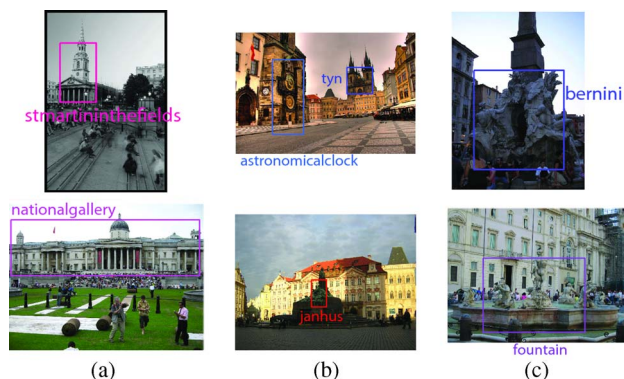 stmartininthefields
tyn
astronomicalclock
bernini
nationalgallery
janhus
fountain
(a)
(b)
(c)